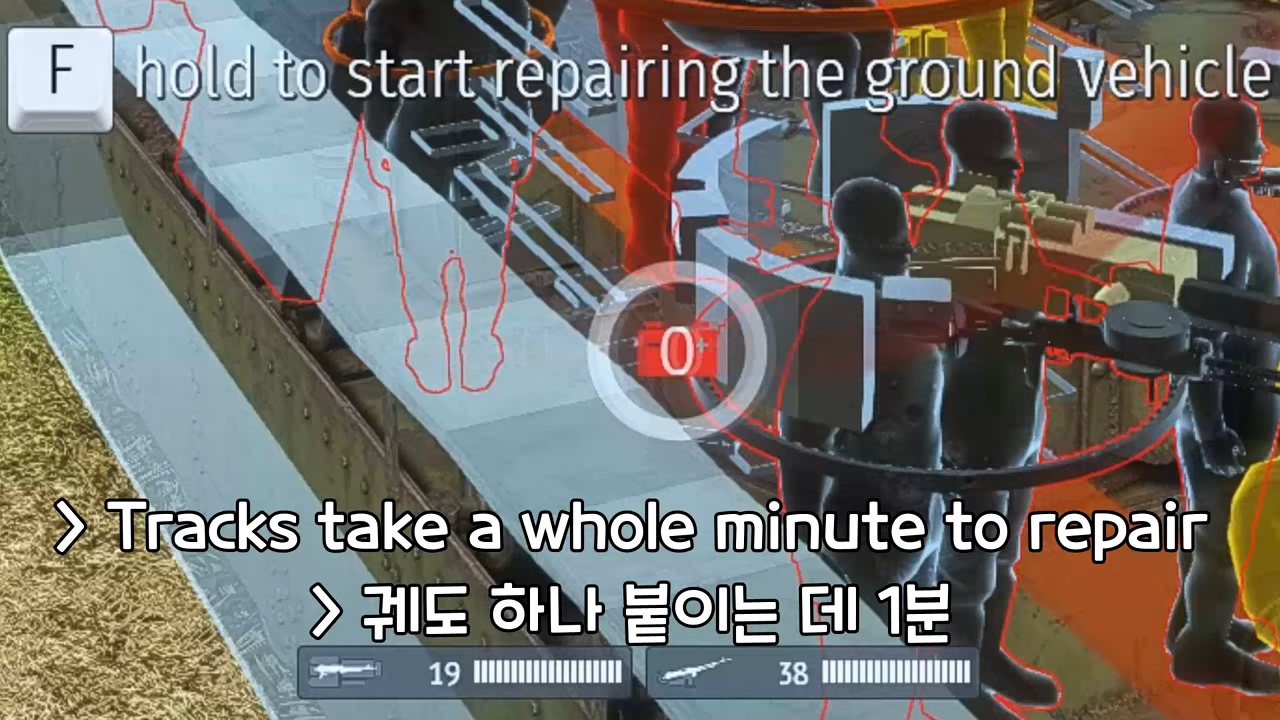 F hold to start repairing the ground vehicle
0
> Tracks take a whole minute to repair
> 궤도 하나 붙이는 데 1분
19 38